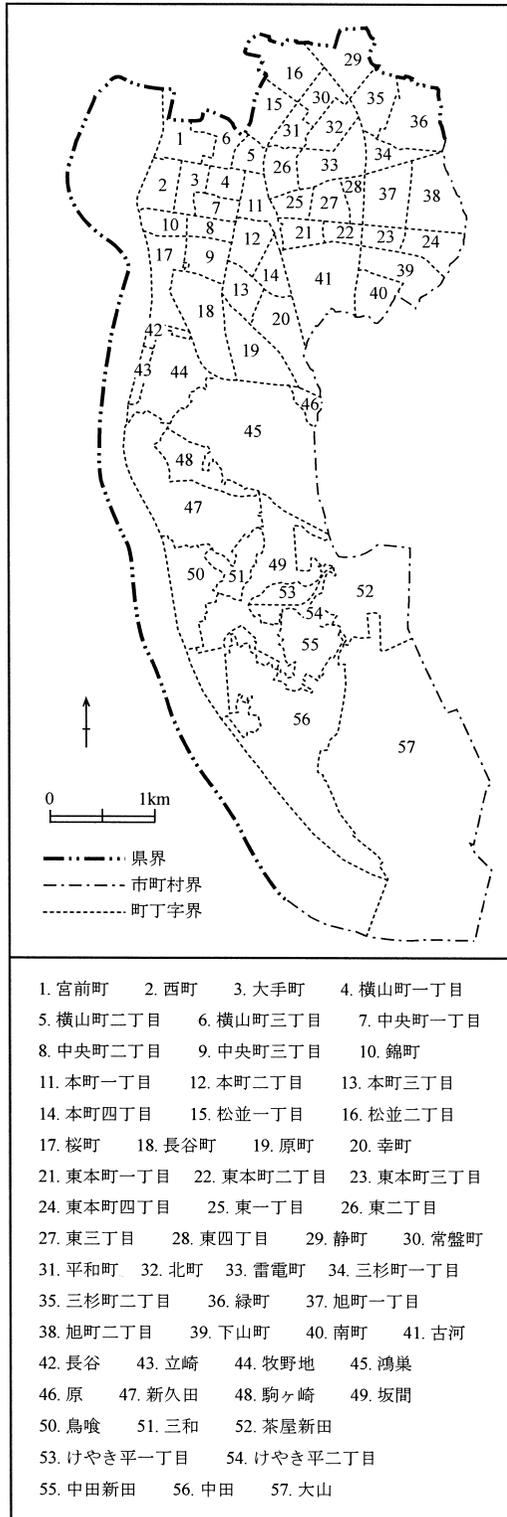 29
16
30
35
15
36
31
32
1
6
5
26
33
34
2
3
4
28
37
38
25
27
7
11
10
8
21
22
23
24
12
17
9
39
14
41
13
40
18
20
42
19
43
44
46
45
48
47
49
50
51
53
52
54
55
56
57
0
1km
県界
市町村界
町丁字界
1. 宮前町 2. 西町 3. 大手町 4. 横山町一丁目
5. 横山町二丁目 6. 横山町三丁目 7. 中央町一丁目
8. 中央町二丁目 9. 中央町三丁目 10. 錦町
11. 本町一丁目 12. 本町二丁目 13. 本町三丁目
14. 本町四丁目 15. 松並一丁目 16. 松並二丁目
17. 桜町 18. 長谷町 19. 原町 20. 幸町
21. 東本町一丁目 22. 東本町二丁目 23. 東本町三丁目
24. 東本町四丁目 25. 東一丁目 26. 東二丁目
27. 東三丁目 28. 東四丁目 29. 静町 30. 常盤町
31. 平和町 32. 北町 33. 雷電町 34. 三杉町一丁目
35. 三杉町二丁目 36. 緑町 37. 旭町一丁目
38. 旭町二丁目 39. 下山町 40. 南町 41. 古河
42. 長谷 43. 立崎 44. 牧野地 45. 鴻巣
46. 原 47. 新久田 48. 駒ヶ崎 49. 坂間
50. 鳥喰 51. 三和 52. 茶屋新田
53. けやき平一丁目 54. けやき平二丁目
55. 中田新田 56. 中田 57. 大山